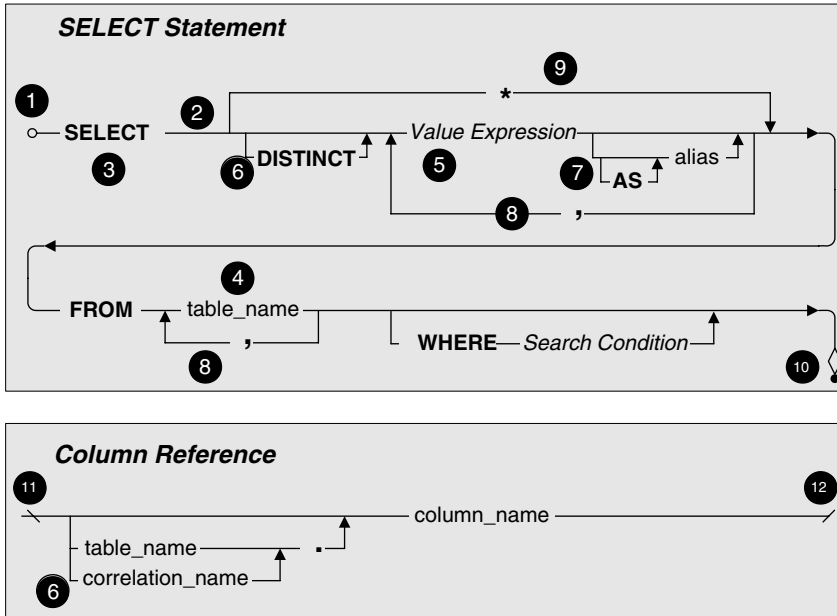 SELECT Statement
9
1
2
*
SELECT
Value Expression
3
6
DISTINCT
5
7
alias
AS
8
,
4
FROM
table_name
,
8
WHERE
Search Condition
10
Column Reference
11
12
column_name
table_name
.
6
correlation_name